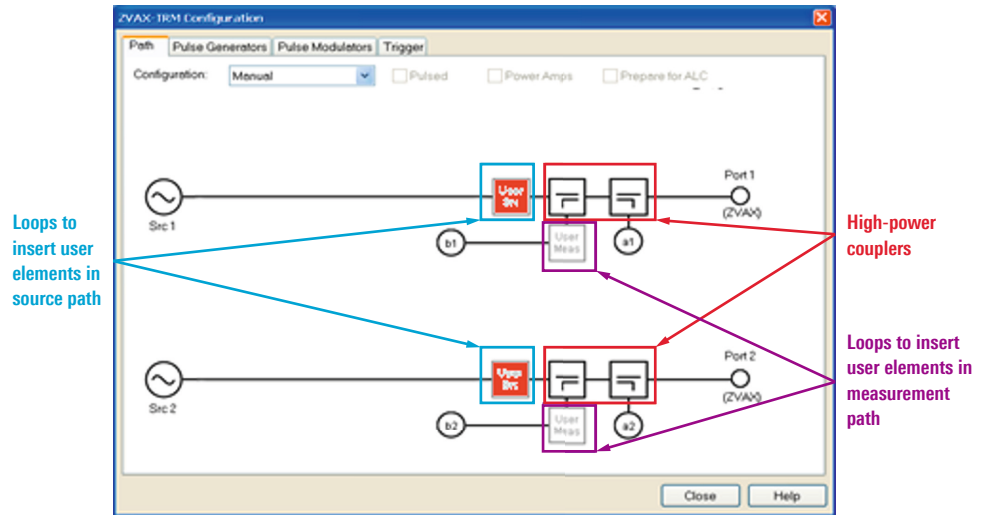 ZVAX-TRM Configuration
Path Pulse Generators Pulse Modulators Trigger
Configuration: Manual Pulsed Power Amps Prepare for ALC
Src 1
User
b1
User
Meas
a1
Port 1
(ZVAX)
Src 2
b2
User
Meas
a2
Port 2
(ZVAX)
Close Help
Loops to
insert user
elements in
source path
High-power
couplers
Loops to insert
user elements in
measurement
path